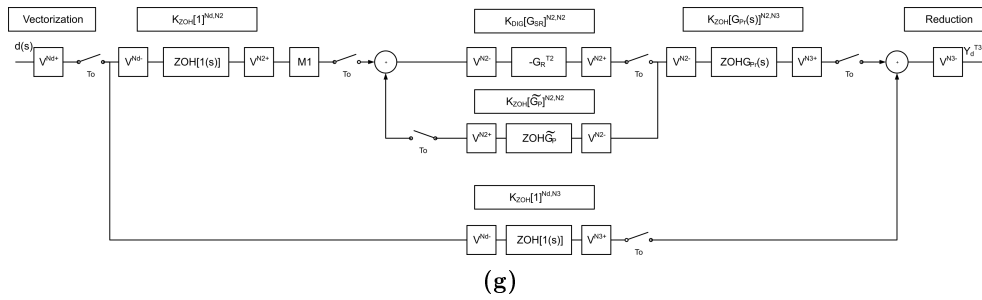 Vectorization
K_ZOH[1]^Nd,N2
K_DIG[G_SR]^N2,N2
K_ZOH[G_Pr(s)]^N2,N3
Reduction
d(s)
V^Nd+
To
V^Nd-
ZOH[1(s)]
V^N2+
M1
To
V^N2-
-G_R^T2
V^N2+
To
V^N2-
ZOHG_Pr(s)
V^N3+
To
V^N3-
Y_d^T3
K_ZOH[G̃_P]^N2,N2
To
V^N2+
ZOHG̃_P
V^N2-
K_ZOH[1]^Nd,N3
V^Nd-
ZOH[1(s)]
V^N3+
To
(g)